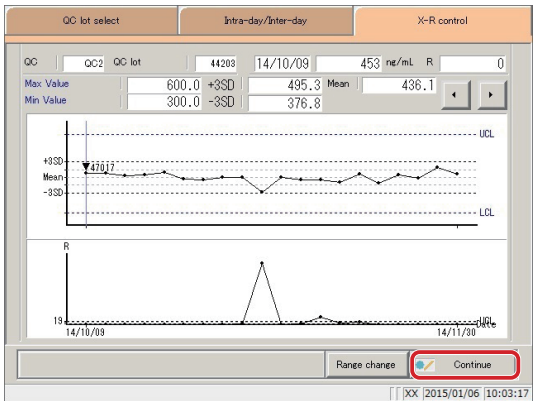 QC lot select Intra-day/Inter-day X-R control
QC QC2 QC lot 44203 14/10/09 453 ng/mL R 0
Max Value 600.0 +3SD 495.3 Mean 436.1
Min Value 300.0 -3SD 376.8
UCL
+3SD
47017
Mean
-3SD
LCL
R
19
UCL
Date
14/10/09 14/11/30
Range change Continue
XX 2015/01/06 10:03:17